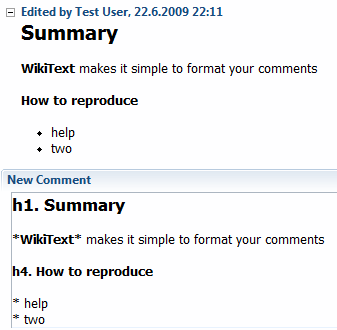 Edited by Test User, 22.6.2009 22:11
Summary
WikiText makes it simple to format your comments
How to reproduce
• help
• two
New Comment
h1. Summary
*WikiText* makes it simple to format your comments
h4. How to reproduce
* help
* two